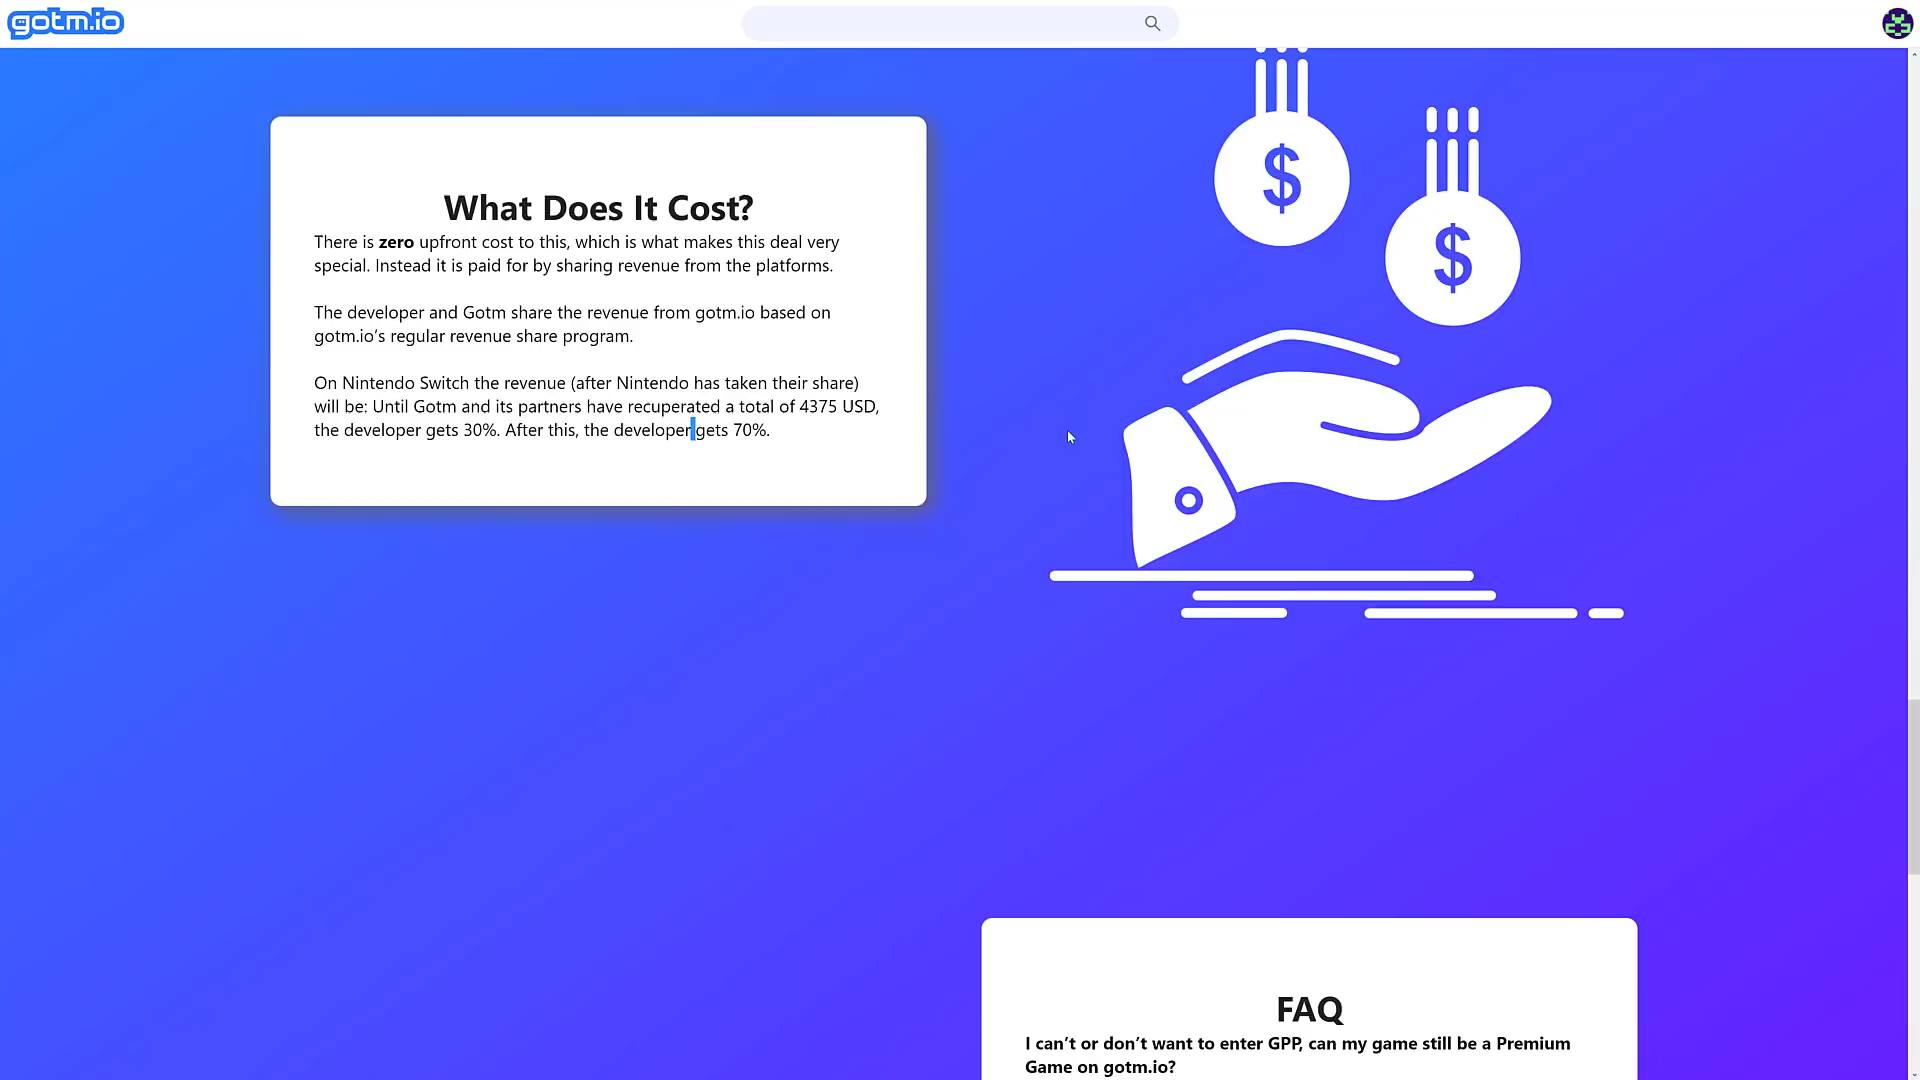 gotm.io
$
$
What Does It Cost?
There is zero upfront cost to this, which is what makes this deal very
special. Instead it is paid for by sharing revenue from the platforms.
The developer and Gotm share the revenue from gotm.io based on
gotm.io’s regular revenue share program.
On Nintendo Switch the revenue (after Nintendo has taken their share)
will be: Until Gotm and its partners have recuperated a total of 4375 USD,
the developer gets 30%. After this, the developer gets 70%.
FAQ
I can’t or don’t want to enter GPP, can my game still be a Premium
Game on gotm.io?